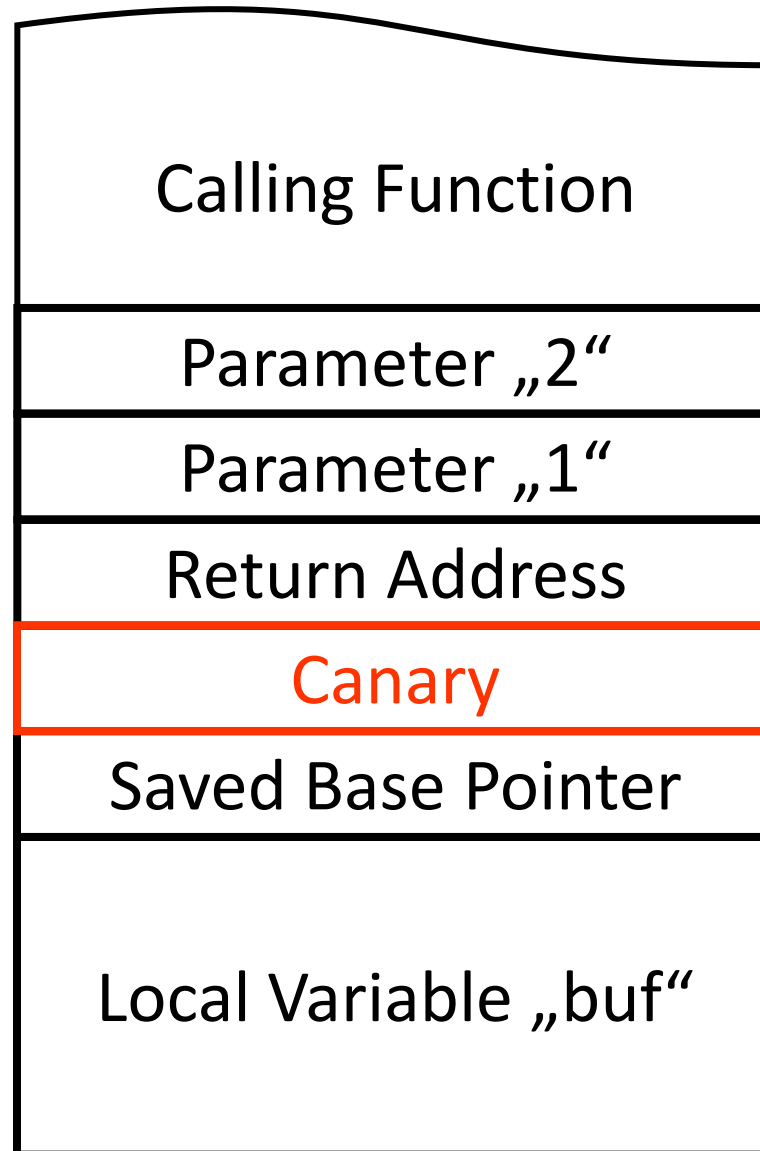 Calling Function
Parameter „2“
Parameter „1“
Return Address
Canary
Saved Base Pointer
Local Variable „buf“